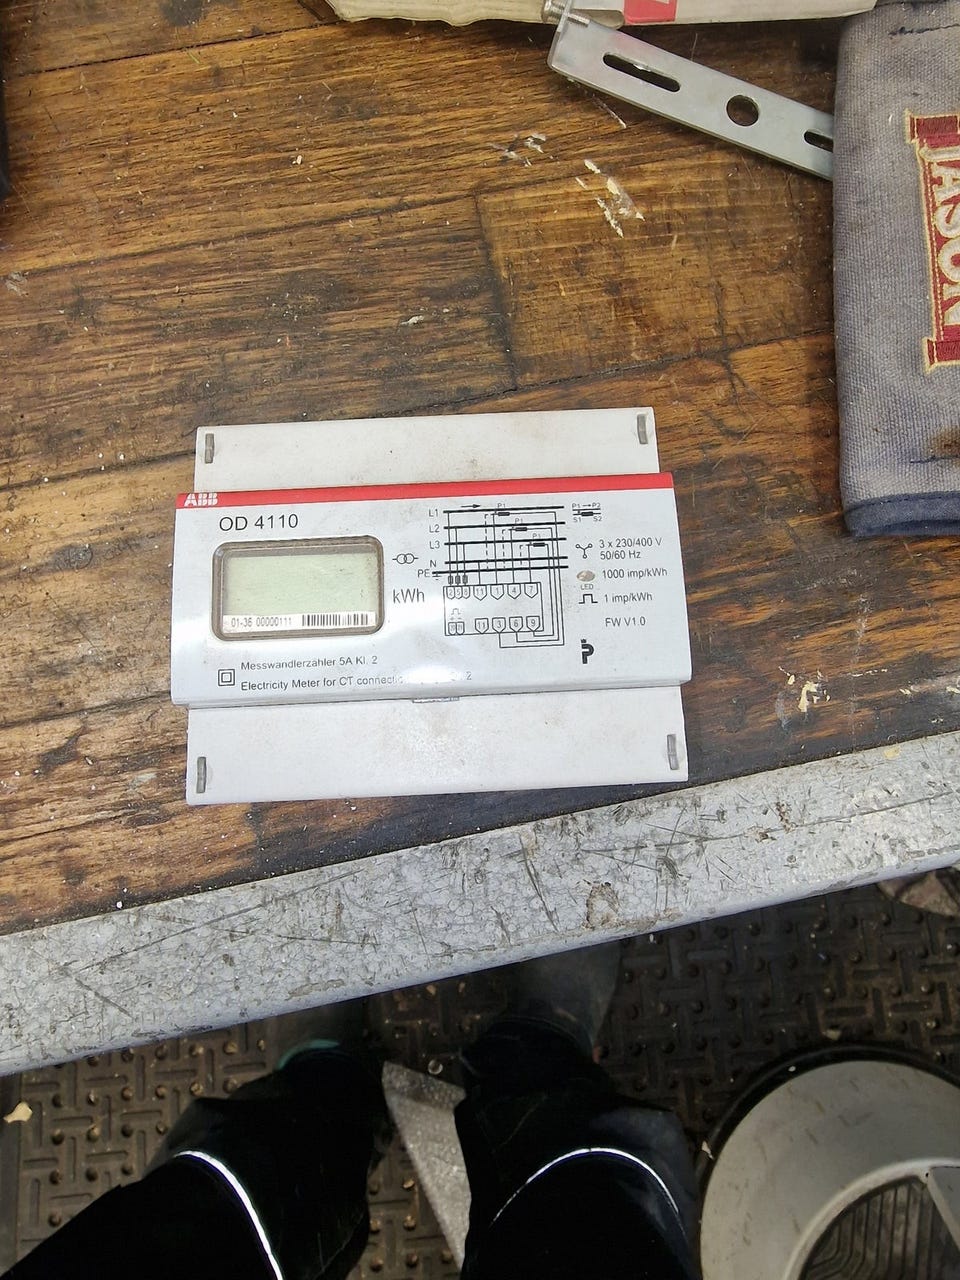 JASON
ABB
OD 4110
L1
L2
L3
N
PE
P1
P1
P1
P1 P2
S1 S2
3 x 230/400 V
50/60 Hz
1000 imp/kWh
LED
kWh
1 imp/kWh
FW V1.0
11 1 4 7
11 3 6 9
01-36 00000111
Messwandlerzähler 5A Kl. 2
Electricity Meter for CT 2